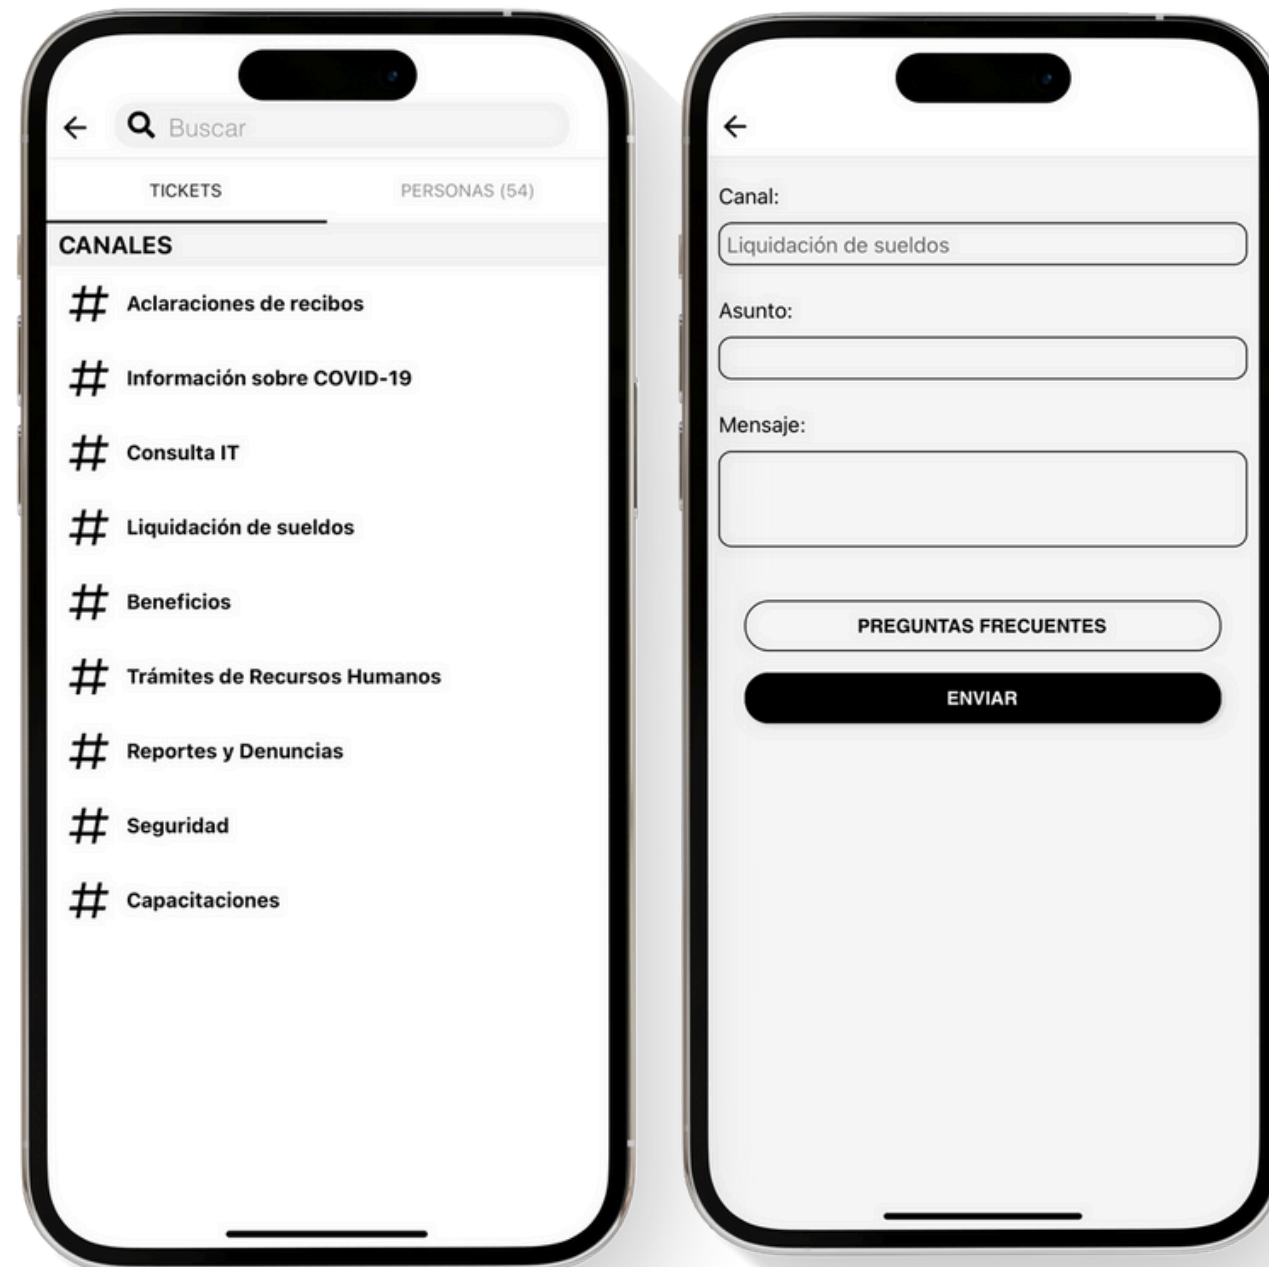 Buscar
TICKETS
PERSONAS (54)
CANALES
# Aclaraciones de recibos
# Información sobre COVID-19
# Consulta IT
# Liquidación de sueldos
# Beneficios
# Trámites de Recursos Humanos
# Reportes y Denuncias
# Seguridad
# Capacitaciones
Canal:
Liquidación de sueldos
Asunto:
Mensaje:
PREGUNTAS FRECUENTES
ENVIAR